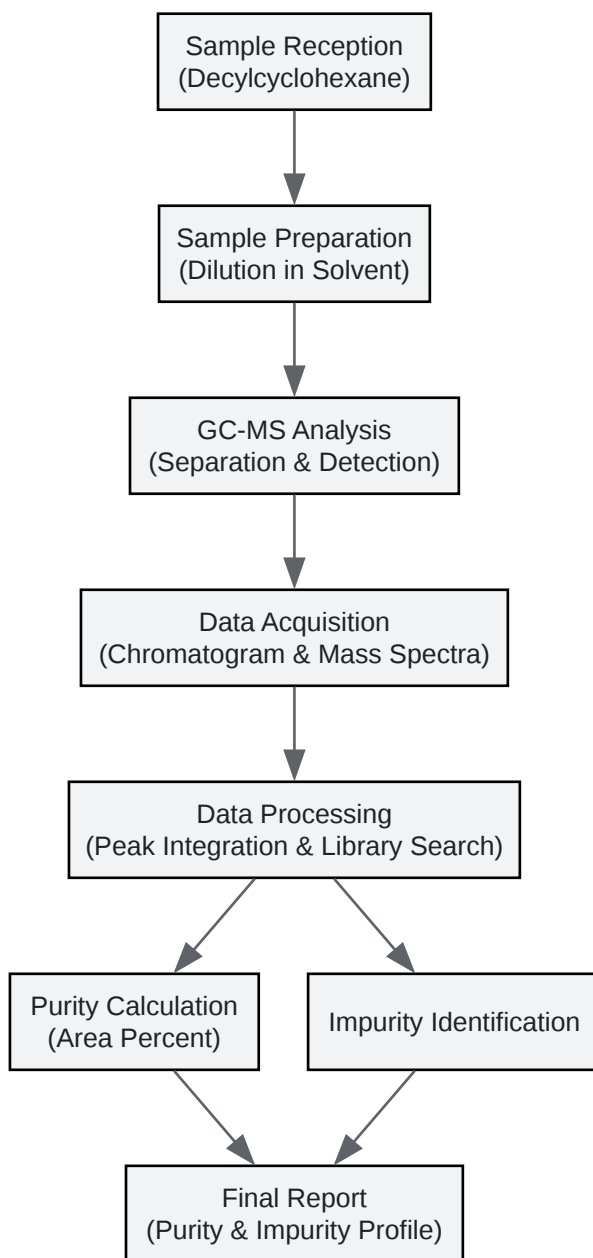 Sample Reception
(Decylcyclohexane)
Sample Preparation
(Dilution in Solvent)
GC-MS Analysis
(Separation & Detection)
Data Acquisition
(Chromatogram & Mass Spectra)
Data Processing
(Peak Integration & Library Search)
Purity Calculation
(Area Percent)
Impurity Identification
Final Report
(Purity & Impurity Profile)